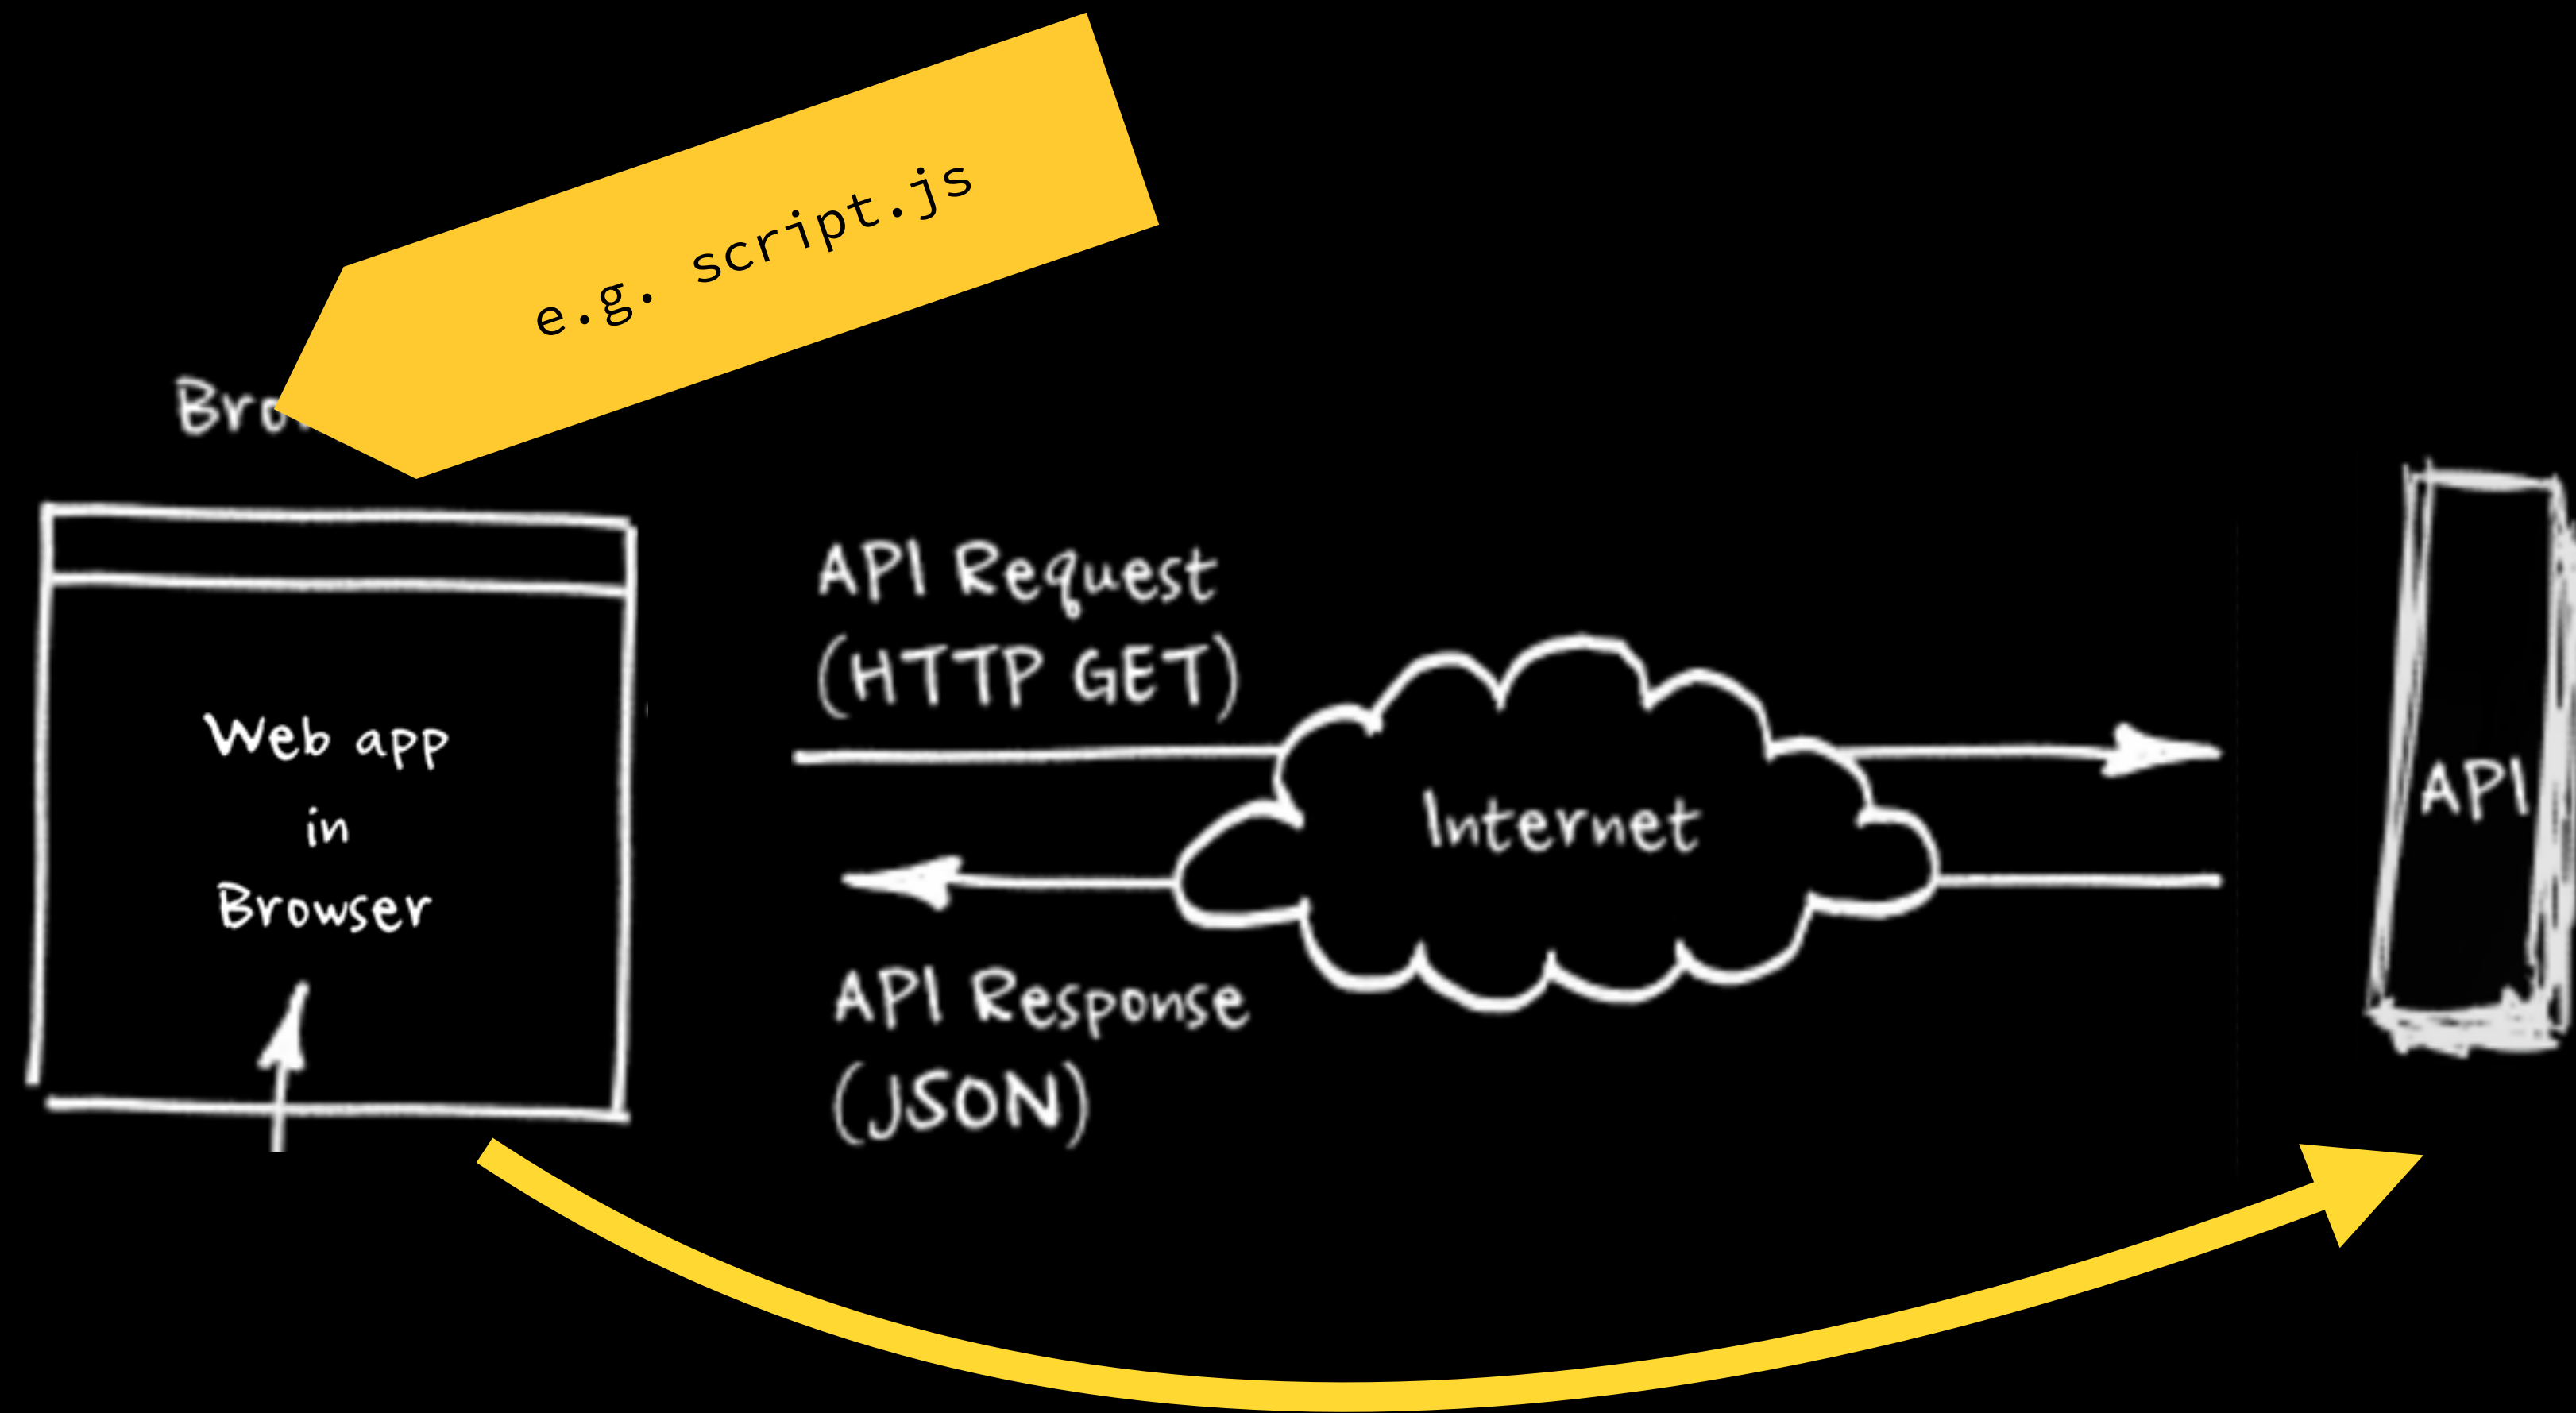 e.g. script.js
API Request
(HTTP GET)
Web app
in
Browser
Internet
API
API Response
(JSON)